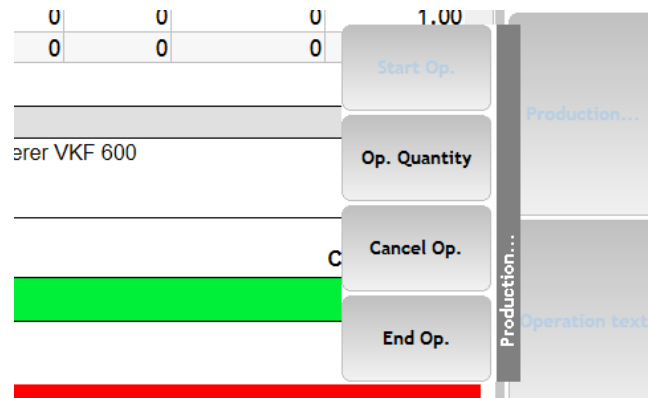 0 0 0 1.00
0 0 0
Start Op.
Production...
erer VKF 600
Op. Quantity
C
Cancel Op.
Production...
Operation text
End Op.